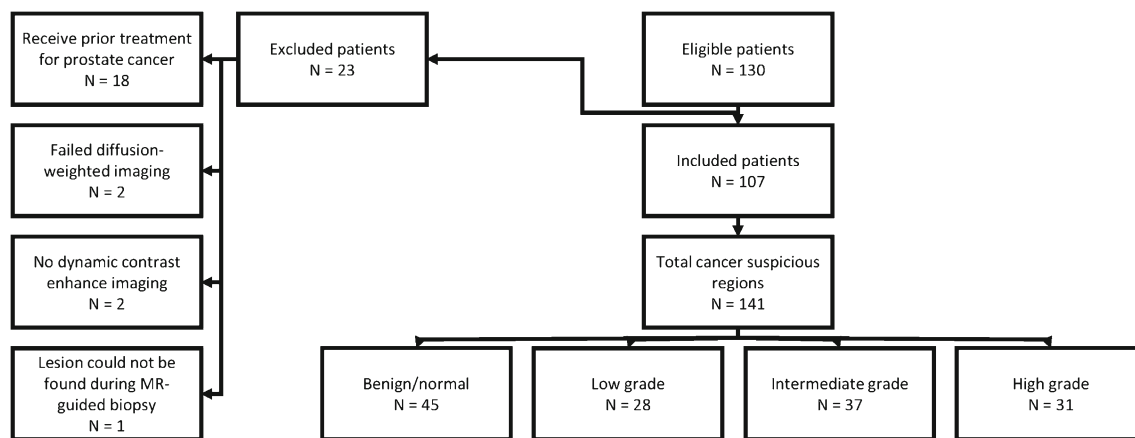 Receive prior treatment
for prostate cancer
N = 18
Excluded patients
N = 23
Eligible patients
N = 130
Failed diffusion-
weighted imaging
N = 2
Included patients
N = 107
No dynamic contrast
enhance imaging
N = 2
Total cancer suspicious
regions
N = 141
Lesion could not be
found during MR-
guided biopsy
N = 1
Benign/normal
N = 45
Low grade
N = 28
Intermediate grade
N = 37
High grade
N = 31